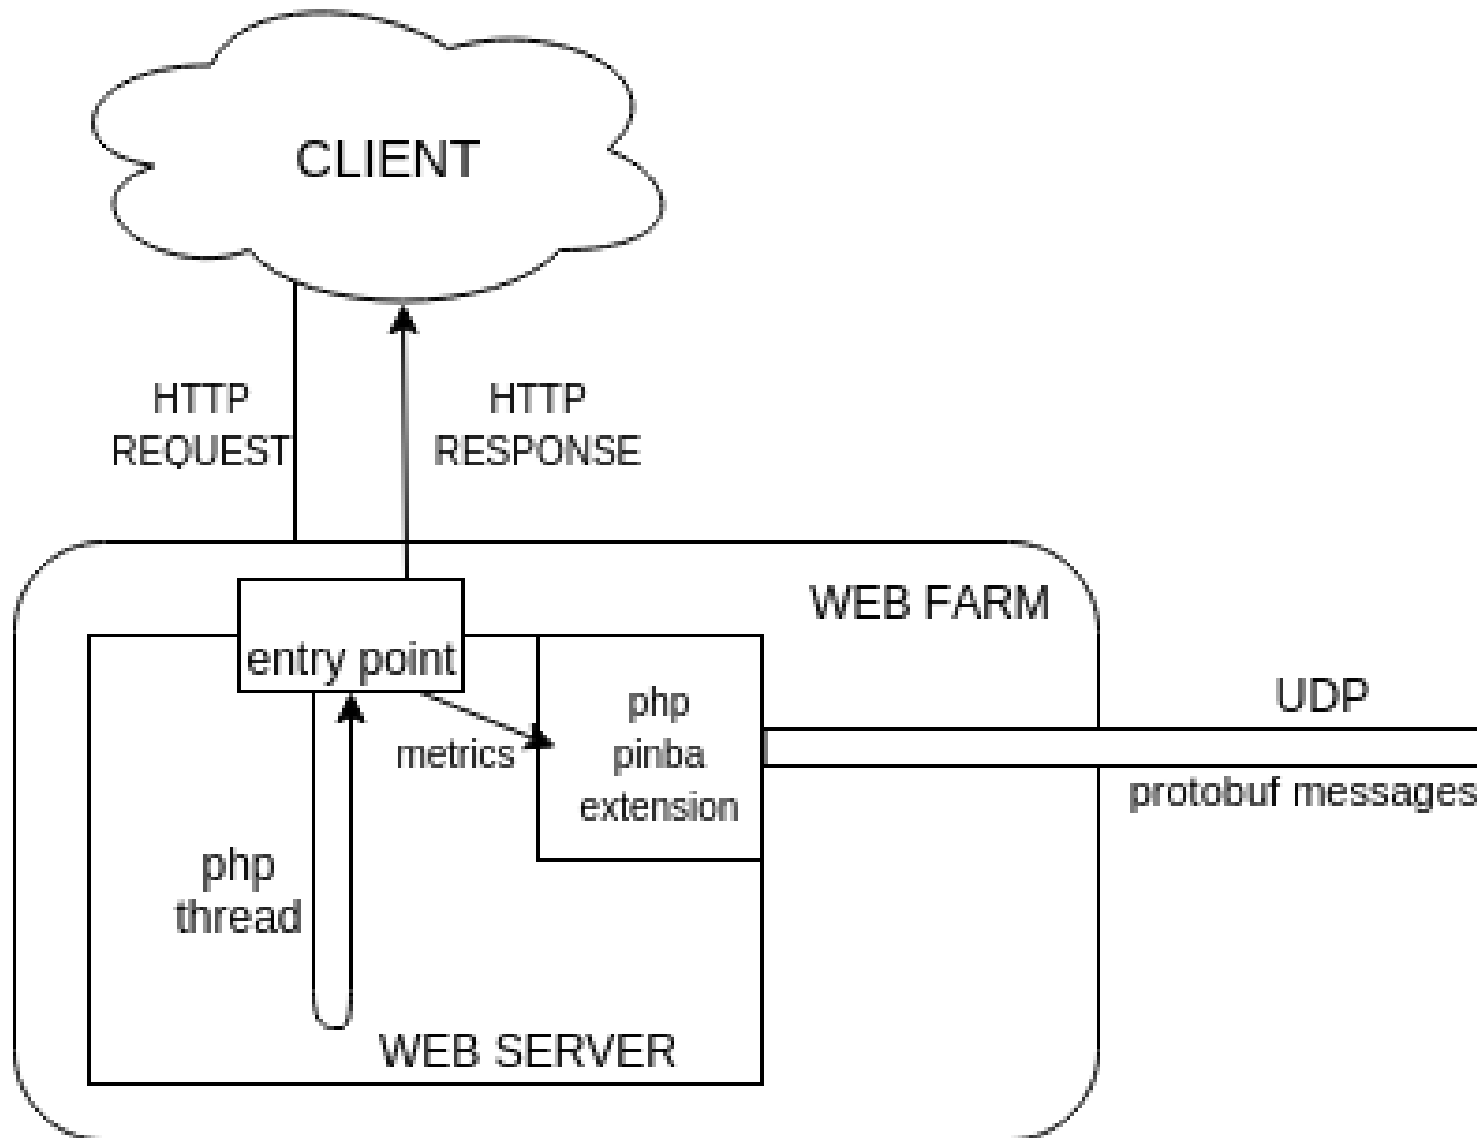 CLIENT
HTTP
REQUEST
HTTP
RESPONSE
WEB FARM
entry point
php
pinba
extension
metrics
UDP
protobuf messages
php
thread
WEB SERVER